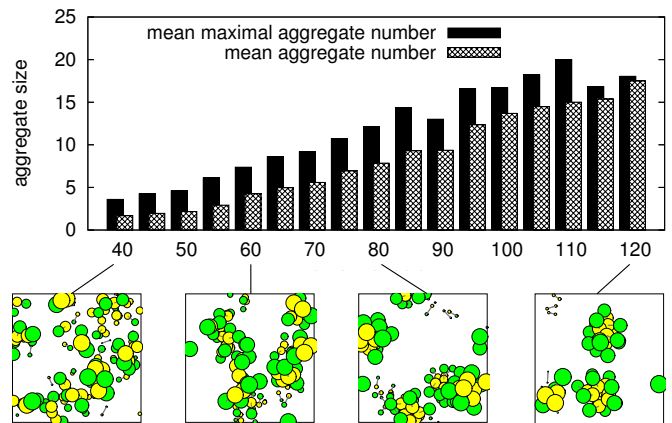 mean maximal aggregate number
mean aggregate number
aggregate size
25
20
15
10
5
0
40 50 60 70 80 90 100 110 120